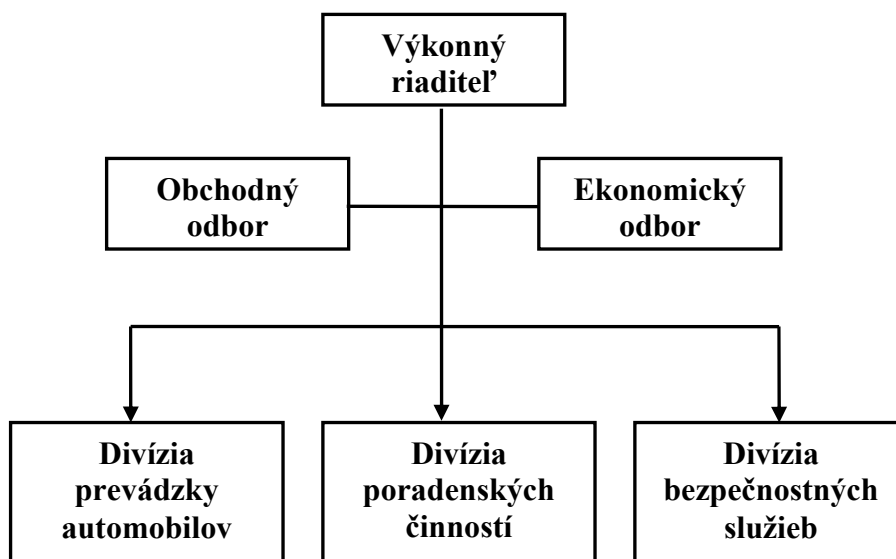 Výkonný
riaditeľ
Obchodný
odbor
Ekonomický
odbor
Divízia
prevádzky
automobilov
Divízia
poradenských
činností
Divízia
bezpečnostných
služieb